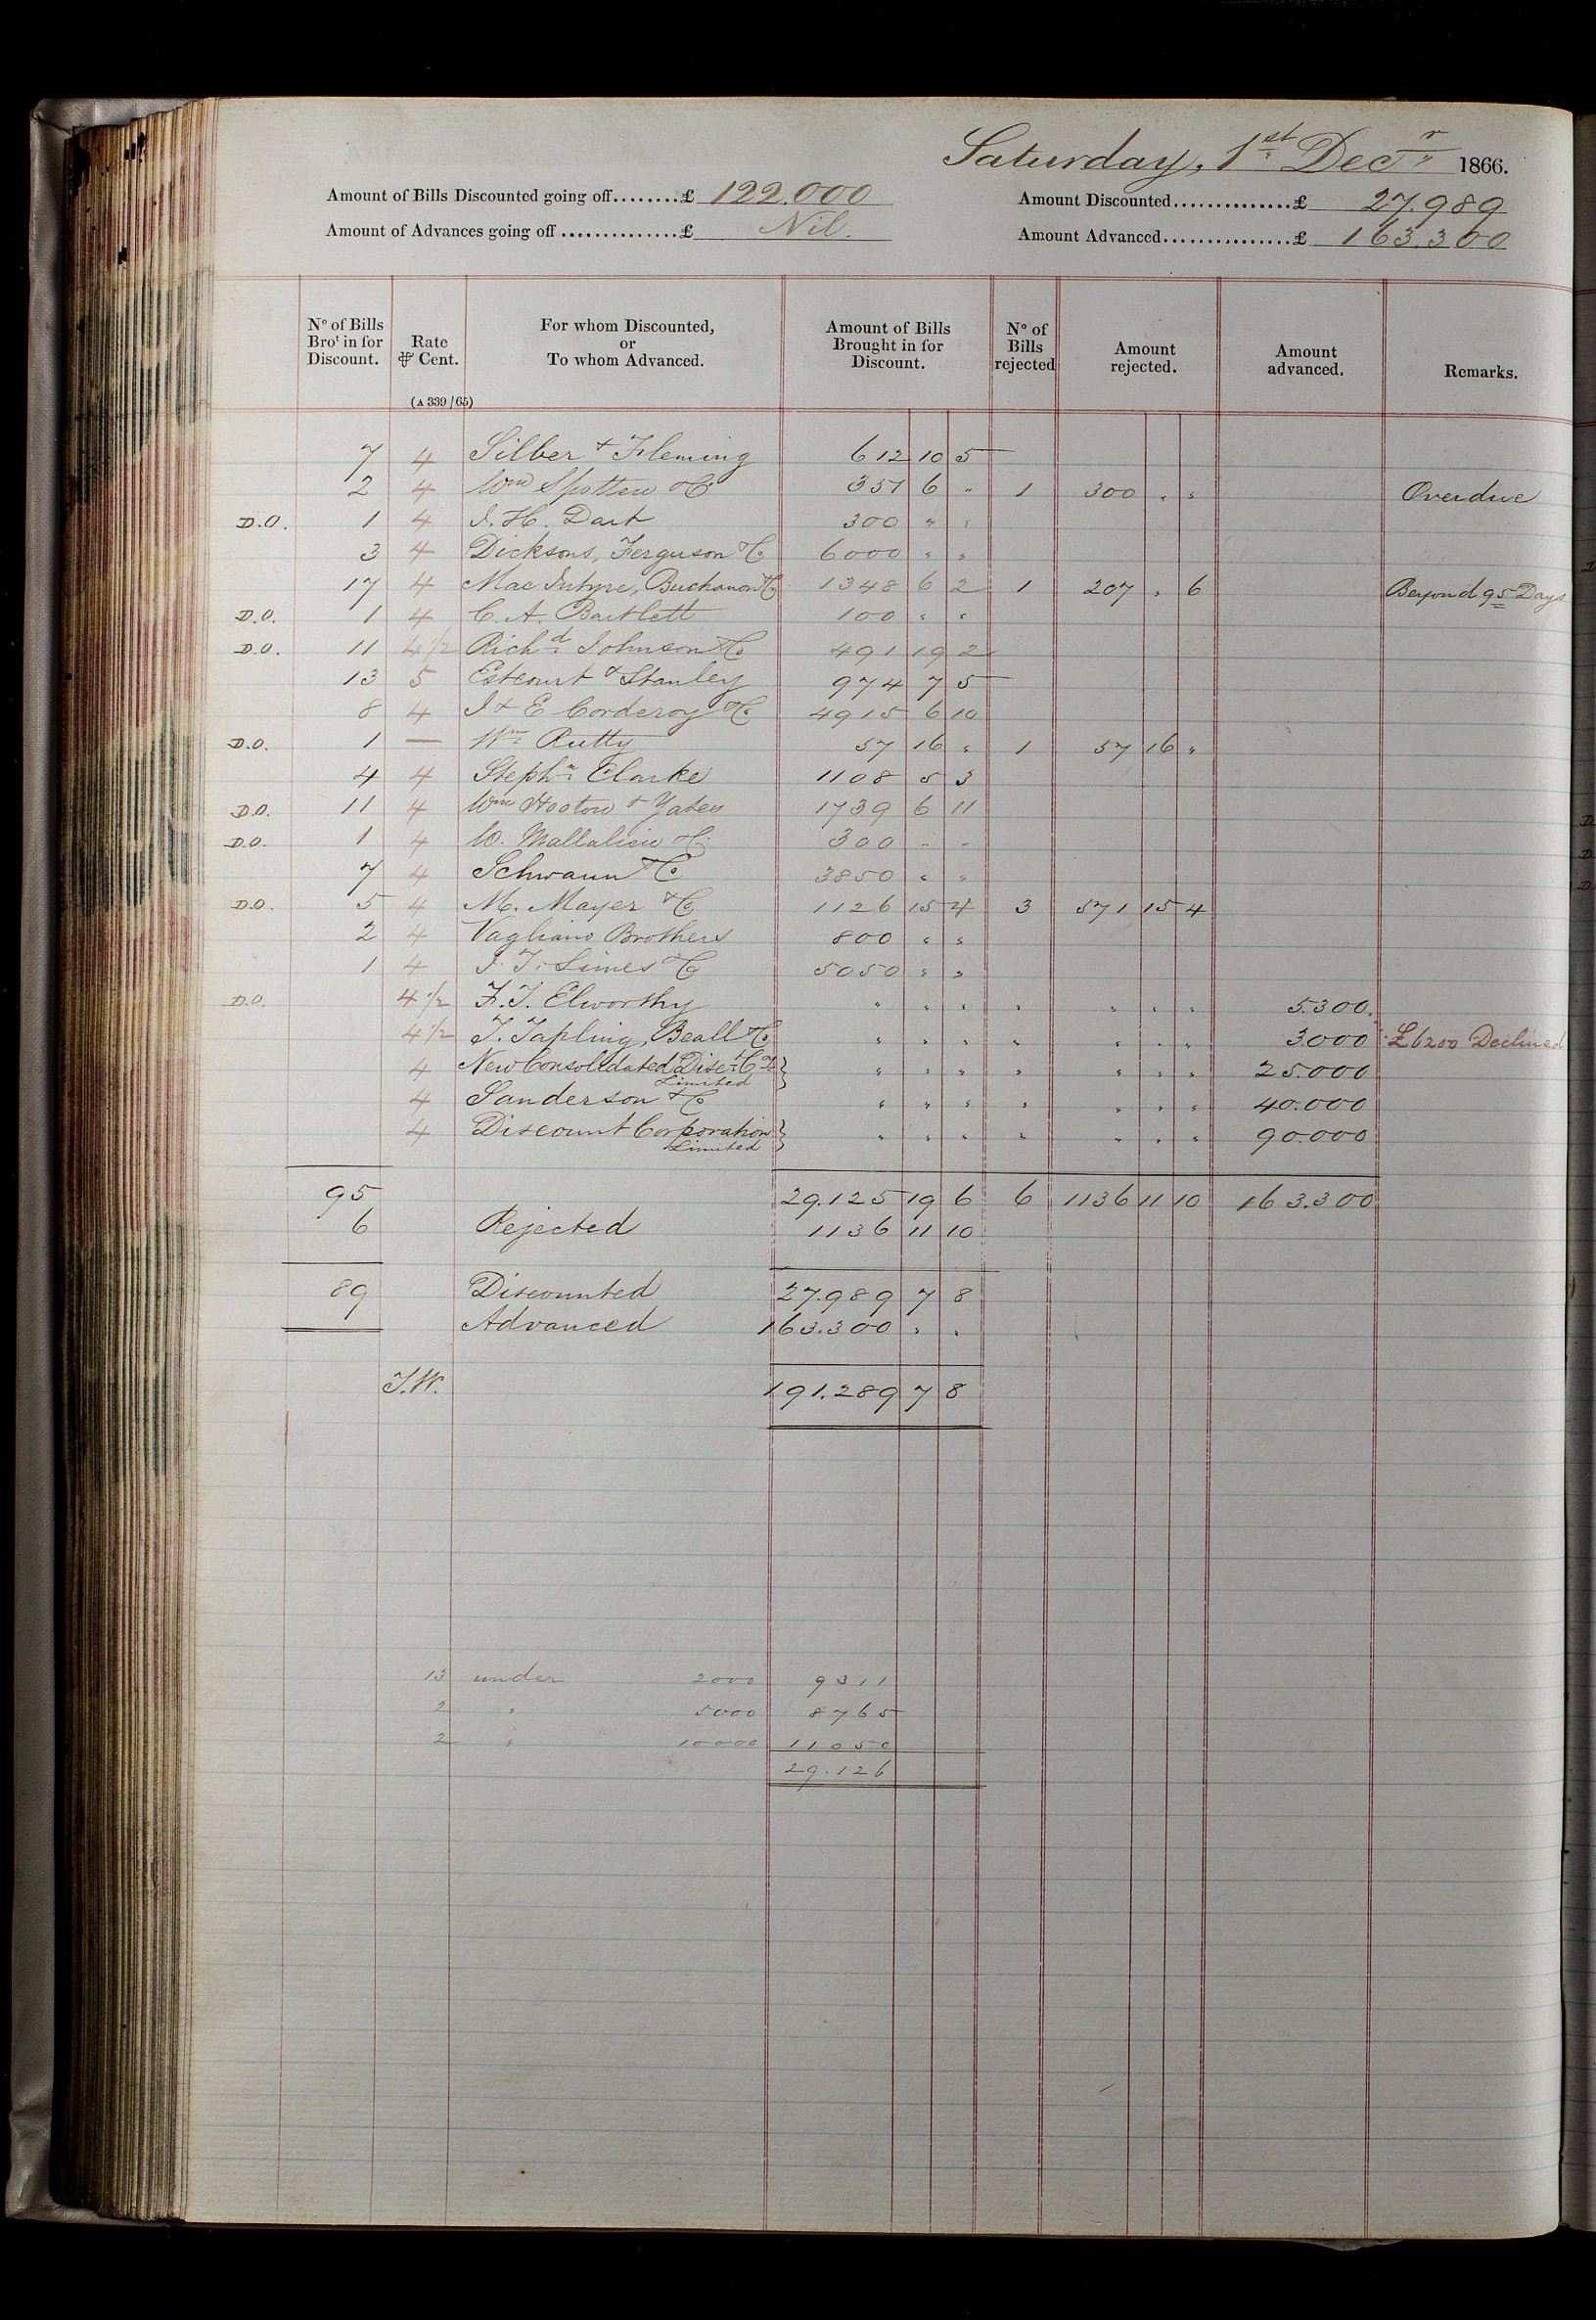 Saturday, 1st Decr 1866.
Amount of Bills Discounted going off........£ 122.000
Amount Discounted..............£ 27.989
Amount of Advances going off ..............£ Nil.
Amount Advanced................£ 163.300
No of Bills Brot in for Discount. Rate ⅌ Cent. For whom Discounted, or To whom Advanced. Amount of Bills Brought in for Discount. No of Bills rejected Amount rejected. Amount advanced. Remarks.
(A 339/65)
7 4 Silber & Fleming 612 10 5
2 4 Wm Spotten & Co 351 6 " 1 300 " " Overdue
D.O. 1 4 J. H. Dart 300 " "
3 4 Dicksons, Ferguson & Co 6000 " "
17 4 Mac Intyre, Buchanan & Co 1348 6 2 1 207 " 6 Beyond 95 Days
D.O. 1 4 C. A. Bartlett 100 " "
D.O. 11 4 1/2 Richd Johnson & Co 491 19 2
13 5 Estcourt & Stanley 974 7 5
8 4 J & E Corderoy & Co 4915 6 10
D.O. 1 — Wm Rutty 57 16 " 1 57 16 "
4 4 Stephn Clarke 1108 5 3
D.O. 11 4 Wm Hooton & Yates 1739 6 11
D.O. 1 4 W. Mallalieu & Co 300 " "
7 4 Schwann & Co 3850 " "
D.O. 5 4 M. Mayer & Co 1126 15 4 3 571 15 4
2 4 Vagliano Brothers 800 " "
1 4 J. T. Simes & Co 5050 " "
D.O. 4 1/2 F. T. Elworthy " " " " " " " 5.300.
4 1/2 T. Tapling, Beall & Co " " " " " " " 3.000 £6200 Declined
4 New Consolidated Disct Co } " " " " " " " 25.000
Limited
4 Sanderson & Co " " " " " " " 40.000
4 Discount Corporation } " " " " " " " 90.000
Limited
95 29.125 19 6 6 1136 11 10 163.300
6 Rejected 1136 11 10
89 Discounted 27.989 7 8
Advanced 163.300 " "
J.W. 191.289 7 8
13 under 2000 9311
2 " 5000 8765
2 " 10000 11050
29.126